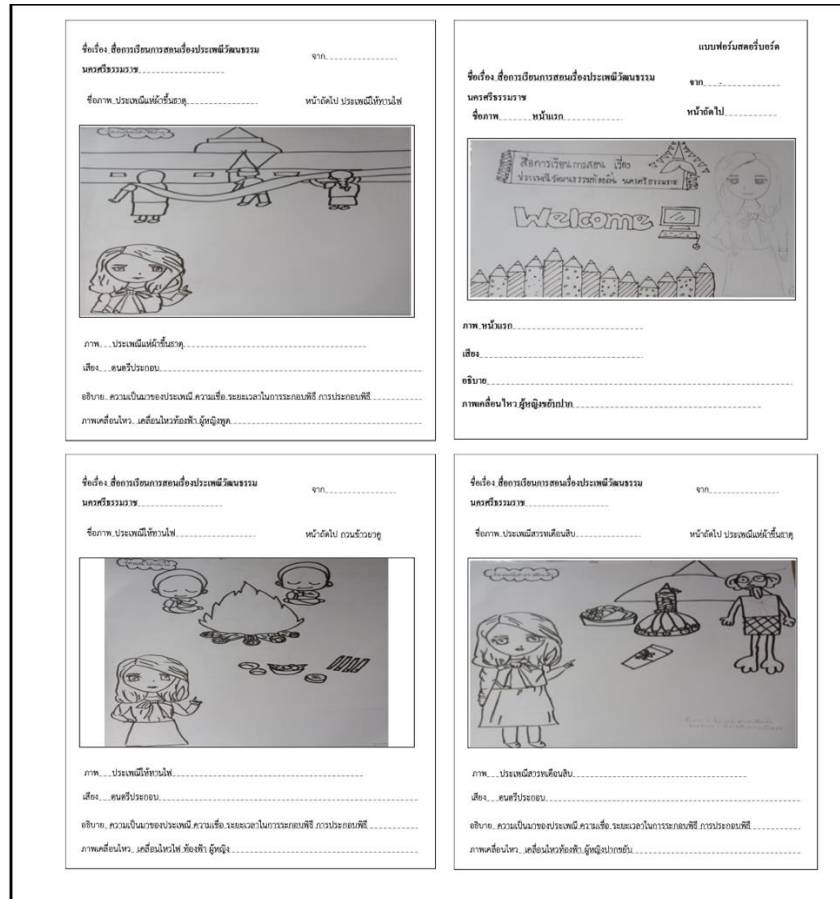 ชื่อเรื่อง สื่อการเรียนการสอนเรื่องประเพณีวัฒนธรรม
นครศรีธรรมราช
จาก
ชื่อภาพ ประเพณีแห่ผ้าขึ้นธาตุ
หน้าถัดไป ประเพณีให้ทานไฟ
ภาพ ประเพณีแห่ผ้าขึ้นธาตุ
เสียง ดนตรีประกอบ
อธิบาย ความเป็นมาของประเพณี ความเชื่อ ระยะเวลาในการระกอบพิธี การประกอบพิธี
ภาพเคลื่อนไหว เคลื่อนไหวท้องฟ้า ผู้หญิงพูด
แบบฟอร์มสตอรี่บอร์ด
ชื่อเรื่อง สื่อการเรียนการสอนเรื่องประเพณีวัฒนธรรม
นครศรีธรรมราช
จาก -
ชื่อภาพ หน้าแรก
หน้าถัดไป
สื่อการเรียนการสอน เรื่อง
ประเพณีวัฒนธรรมท้องถิ่น นครศรีธรรมราช
Welcome
ภาพ หน้าแรก
เสียง
อธิบาย
ภาพเคลื่อนไหว ผู้หญิงขยับปาก
ชื่อเรื่อง สื่อการเรียนการสอนเรื่องประเพณีวัฒนธรรม
นครศรีธรรมราช
จาก
ชื่อภาพ ประเพณีให้ทานไฟ
หน้าถัดไป กวนข้าวยาคู
ภาพ ประเพณีให้ทานไฟ
เสียง ดนตรีประกอบ
อธิบาย ความเป็นมาของประเพณี ความเชื่อ ระยะเวลาในการระกอบพิธี การประกอบพิธี
ภาพเคลื่อนไหว เคลื่อนไหวไฟ ท้องฟ้า ผู้หญิง
ชื่อเรื่อง สื่อการเรียนการสอนเรื่องประเพณีวัฒนธรรม
นครศรีธรรมราช
จาก
ชื่อภาพ ประเพณีสารทเดือนสิบ
หน้าถัดไป ประเพณีแห่ผ้าขึ้นธาตุ
ภาพ ประเพณีสารทเดือนสิบ
เสียง ดนตรีประกอบ
อธิบาย ความเป็นมาของประเพณี ความเชื่อ ระยะเวลาในการระกอบพิธี การประกอบพิธี
ภาพเคลื่อนไหว เคลื่อนไหวท้องฟ้า ผู้หญิงปากขยับ